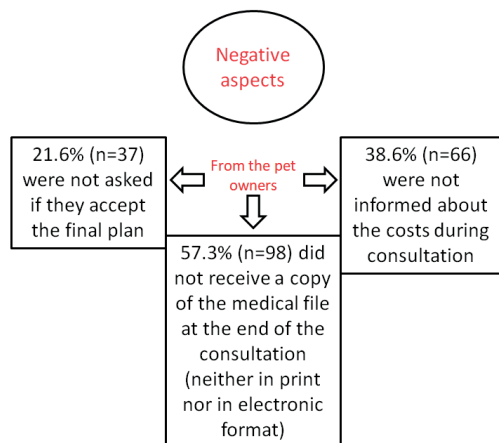 Negative
aspects
21.6% (n=37)
were not asked
if they accept
the final plan
From the pet
owners
38.6% (n=66)
were not
informed about
the costs during
consultation
57.3% (n=98) did
not receive a copy
of the medical file
at the end of the
consultation
(neither in print
nor in electronic
format)